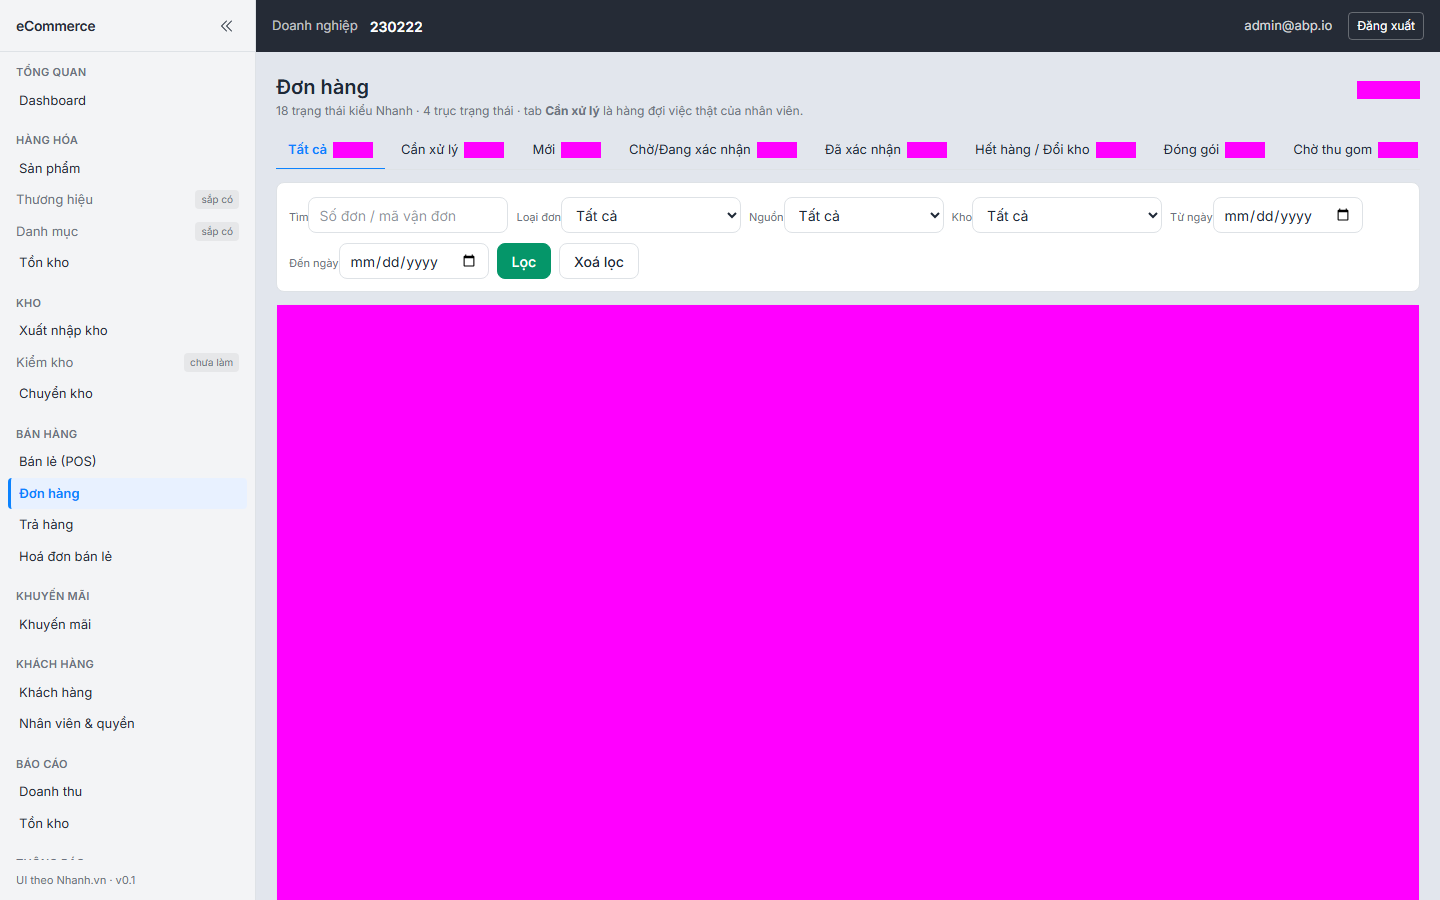 eCommerce
Doanh nghiệp 230222
admin@abp.io
Đăng xuất
TỔNG QUAN
Dashboard
HÀNG HÓA
Sản phẩm
Thương hiệu sắp có
Danh mục sắp có
Tồn kho
KHO
Xuất nhập kho
Kiểm kho chưa làm
Chuyển kho
BÁN HÀNG
Bán lẻ (POS)
Đơn hàng
Trả hàng
Hoá đơn bán lẻ
KHUYẾN MÃI
Khuyến mãi
KHÁCH HÀNG
Khách hàng
Nhân viên & quyền
BÁO CÁO
Doanh thu
Tồn kho
UI theo Nhanh.vn · v0.1
Đơn hàng
18 trạng thái kiểu Nhanh · 4 trục trạng thái · tab Cần xử lý là hàng đợi việc thật của nhân viên.
Tất cả Cần xử lý Mới Chờ/Đang xác nhận Đã xác nhận Hết hàng / Đổi kho Đóng gói Chờ thu gom
Tìm Số đơn / mã vận đơn Loại đơn Tất cả Nguồn Tất cả Kho Tất cả Từ ngày mm/dd/yyyy
Đến ngày mm/dd/yyyy Lọc Xoá lọc